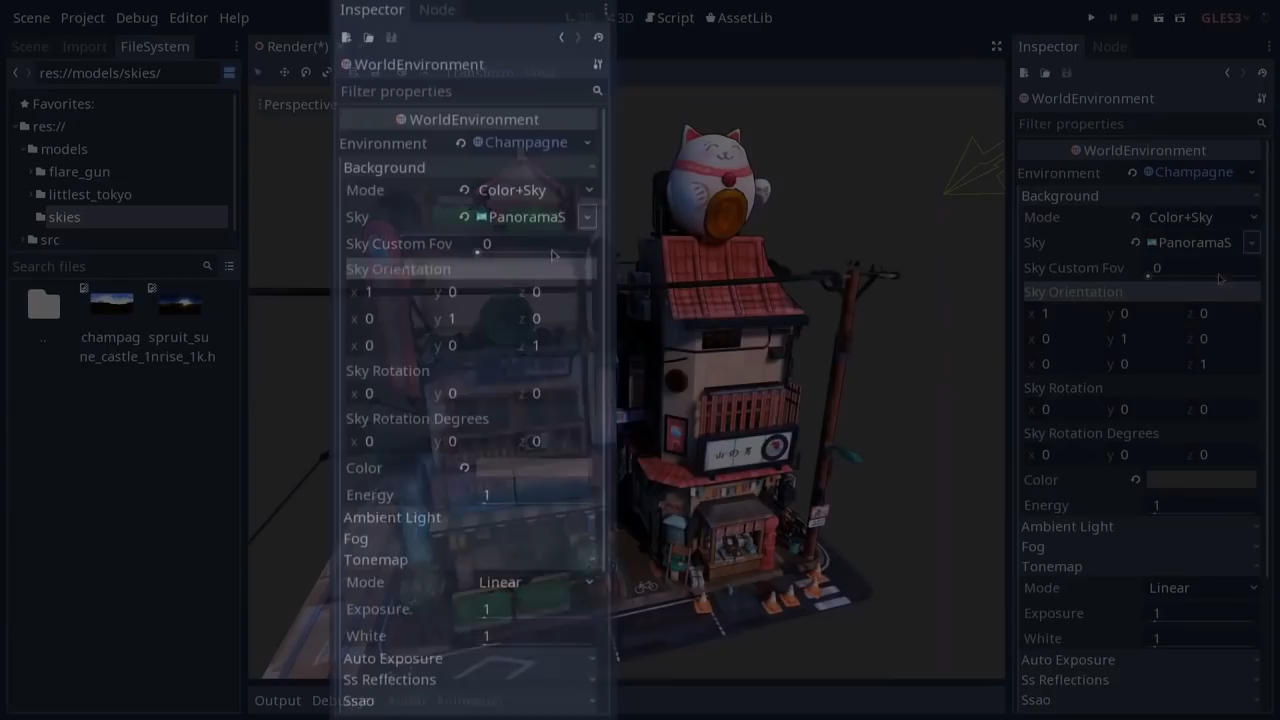 Scene Project Debug Editor Help
3D Script AssetLib
GLES3
Scene Import FileSystem
res://models/skies/
Favorites:
res://
models
flare_gun
littlest_tokyo
skies
src
Search files
..
champag
ne_castle_1
spruit_su
nrise_1k.h
Render(*)
Perspective
Inspector Node
WorldEnvironment
Filter properties
WorldEnvironment
Environment Champagne
Background
Mode Color+Sky
Sky PanoramaS
Sky Custom Fov 0
Sky Orientation
x 1 y 0 z 0
x 0 y 1 z 0
x 0 y 0 z 1
Sky Rotation
x 0 y 0 z 0
Sky Rotation Degrees
x 0 y 0 z 0
Color
Energy 1
Ambient Light
Fog
Tonemap
Mode Linear
Exposure 1
White 1
Auto Exposure
Ss Reflections
Ssao
Output
Inspector Node
WorldEnvironment
Filter properties
WorldEnvironment
Environment Champagne
Background
Mode Color+Sky
Sky PanoramaS
Sky Custom Fov 0
Sky Orientation
x 1 y 0 z 0
x 0 y 1 z 0
x 0 y 0 z 1
Sky Rotation
x 0 y 0 z 0
Sky Rotation Degrees
x 0 y 0 z 0
Color
Energy 1
Ambient Light
Fog
Tonemap
Mode Linear
Exposure 1
White 1
Auto Exposure
Ss Reflections
Ssao